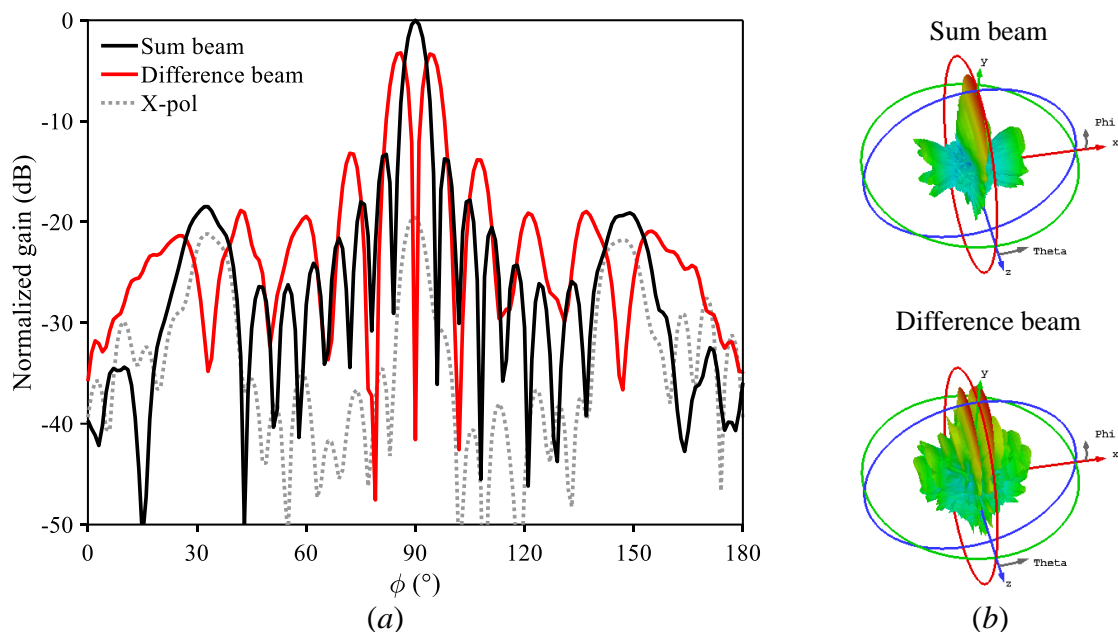 Normalized gain (dB)
0
-10
-20
-30
-40
-50
Sum beam
Difference beam
X-pol
0
30
60
90
120
150
180
ϕ (°)
(a)
Sum beam
y
Phi
x
Theta
z
Difference beam
y
Phi
x
Theta
z
(b)